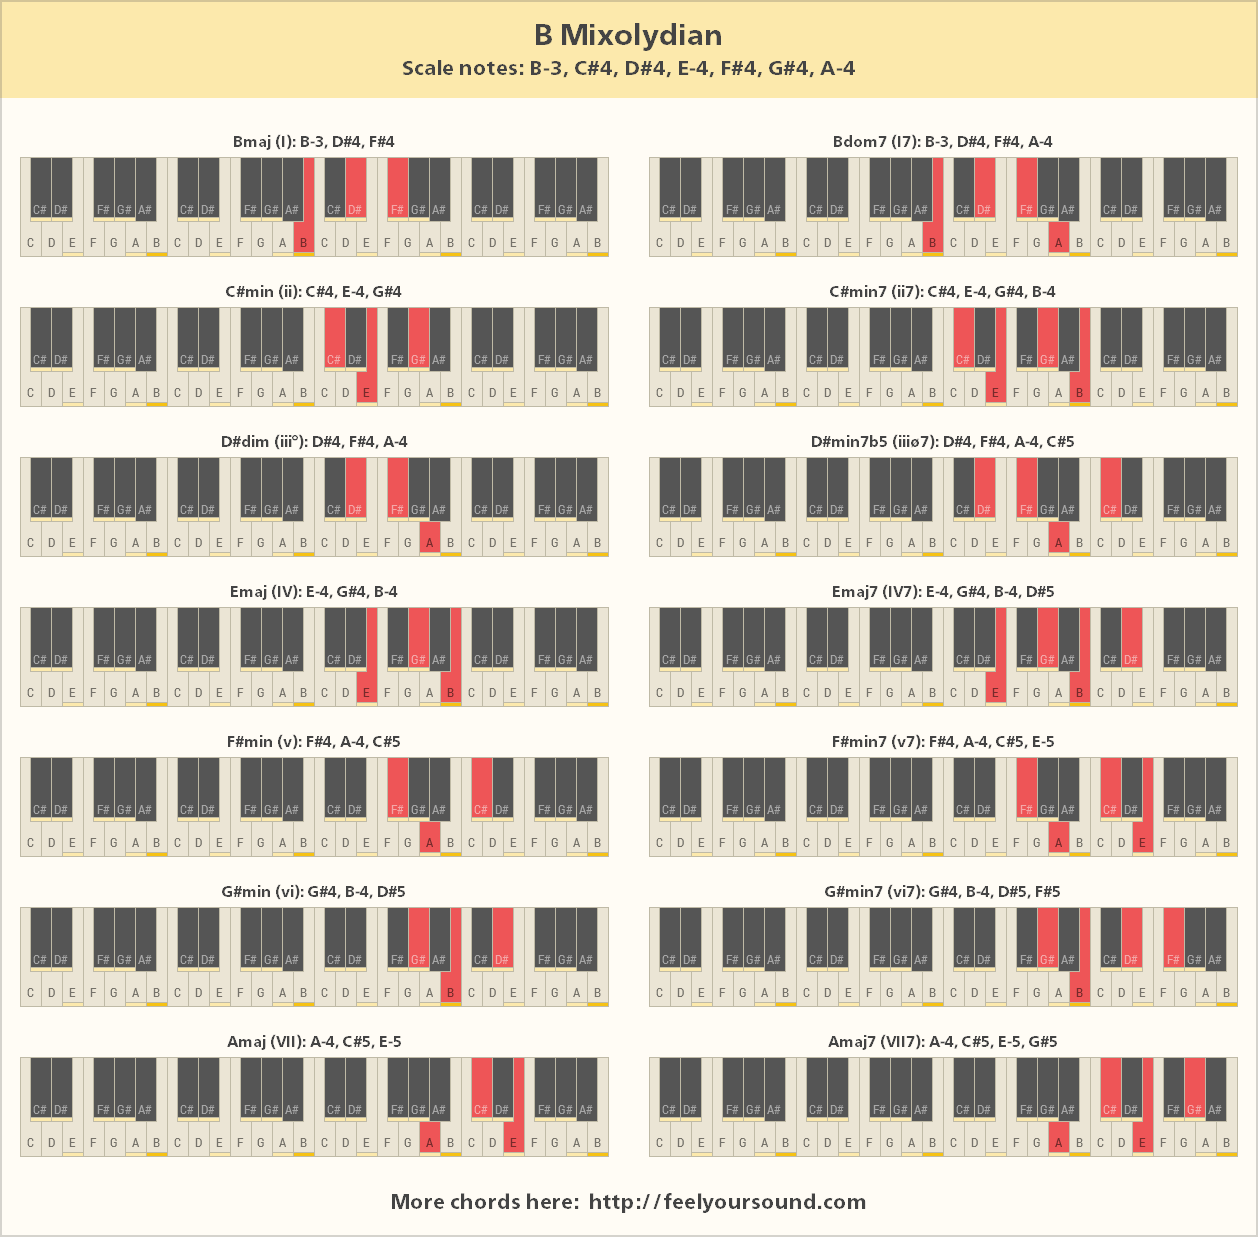 B Mixolydian
Scale notes: B-3, C#4, D#4, E-4, F#4, G#4, A-4
Bmaj (I): B-3, D#4, F#4
C# D# F# G# A# C# D# F# G# A# C# D# F# G# A# C# D# F# G# A#
C D E F G A B C D E F G A B C D E F G A B C D E F G A B
Bdom7 (I7): B-3, D#4, F#4, A-4
C# D# F# G# A# C# D# F# G# A# C# D# F# G# A# C# D# F# G# A#
C D E F G A B C D E F G A B C D E F G A B C D E F G A B
C#min (ii): C#4, E-4, G#4
C# D# F# G# A# C# D# F# G# A# C# D# F# G# A# C# D# F# G# A#
C D E F G A B C D E F G A B C D E F G A B C D E F G A B
C#min7 (ii7): C#4, E-4, G#4, B-4
C# D# F# G# A# C# D# F# G# A# C# D# F# G# A# C# D# F# G# A#
C D E F G A B C D E F G A B C D E F G A B C D E F G A B
D#dim (iii°): D#4, F#4, A-4
C# D# F# G# A# C# D# F# G# A# C# D# F# G# A# C# D# F# G# A#
C D E F G A B C D E F G A B C D E F G A B C D E F G A B
D#min7b5 (iiiø7): D#4, F#4, A-4, C#5
C# D# F# G# A# C# D# F# G# A# C# D# F# G# A# C# D# F# G# A#
C D E F G A B C D E F G A B C D E F G A B C D E F G A B
Emaj (IV): E-4, G#4, B-4
C# D# F# G# A# C# D# F# G# A# C# D# F# G# A# C# D# F# G# A#
C D E F G A B C D E F G A B C D E F G A B C D E F G A B
Emaj7 (IV7): E-4, G#4, B-4, D#5
C# D# F# G# A# C# D# F# G# A# C# D# F# G# A# C# D# F# G# A#
C D E F G A B C D E F G A B C D E F G A B C D E F G A B
F#min (v): F#4, A-4, C#5
C# D# F# G# A# C# D# F# G# A# C# D# F# G# A# C# D# F# G# A#
C D E F G A B C D E F G A B C D E F G A B C D E F G A B
F#min7 (v7): F#4, A-4, C#5, E-5
C# D# F# G# A# C# D# F# G# A# C# D# F# G# A# C# D# F# G# A#
C D E F G A B C D E F G A B C D E F G A B C D E F G A B
G#min (vi): G#4, B-4, D#5
C# D# F# G# A# C# D# F# G# A# C# D# F# G# A# C# D# F# G# A#
C D E F G A B C D E F G A B C D E F G A B C D E F G A B
G#min7 (vi7): G#4, B-4, D#5, F#5
C# D# F# G# A# C# D# F# G# A# C# D# F# G# A# C# D# F# G# A#
C D E F G A B C D E F G A B C D E F G A B C D E F G A B
Amaj (VII): A-4, C#5, E-5
C# D# F# G# A# C# D# F# G# A# C# D# F# G# A# C# D# F# G# A#
C D E F G A B C D E F G A B C D E F G A B C D E F G A B
Amaj7 (VII7): A-4, C#5, E-5, G#5
C# D# F# G# A# C# D# F# G# A# C# D# F# G# A# C# D# F# G# A#
C D E F G A B C D E F G A B C D E F G A B C D E F G A B
More chords here: http://feelyoursound.com